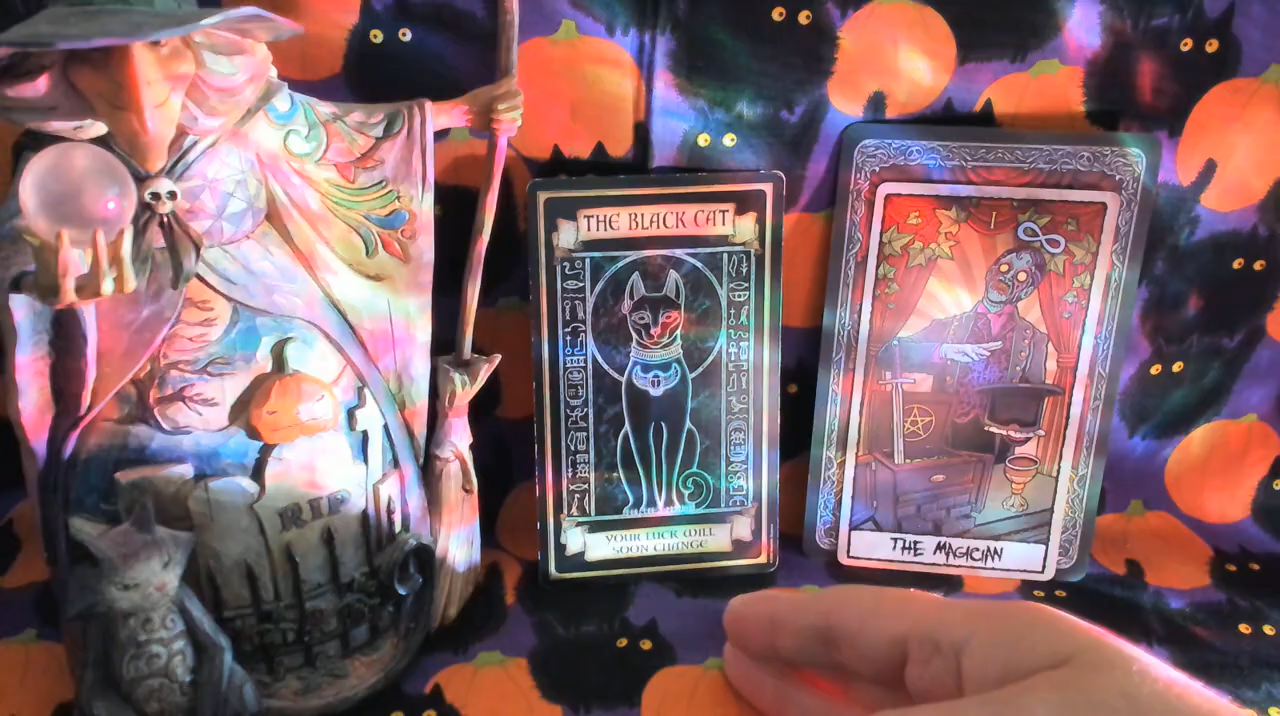 RIP
THE BLACK CAT
YOUR LUCK WILL
SOON CHANGE
I
THE MAGICIAN